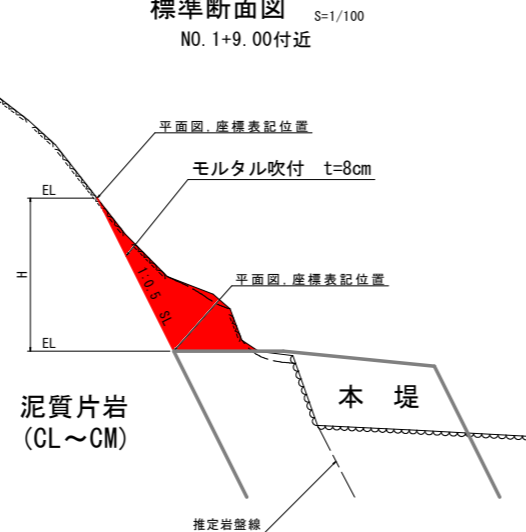 標準断面図 S=1/100
NO.1+9.00付近
平面図.座標表記位置
モルタル吹付 t=8cm
EL
H
1:0.5 SL
平面図.座標表記位置
EL
泥質片岩
(CL～CM)
本堤
推定岩盤線